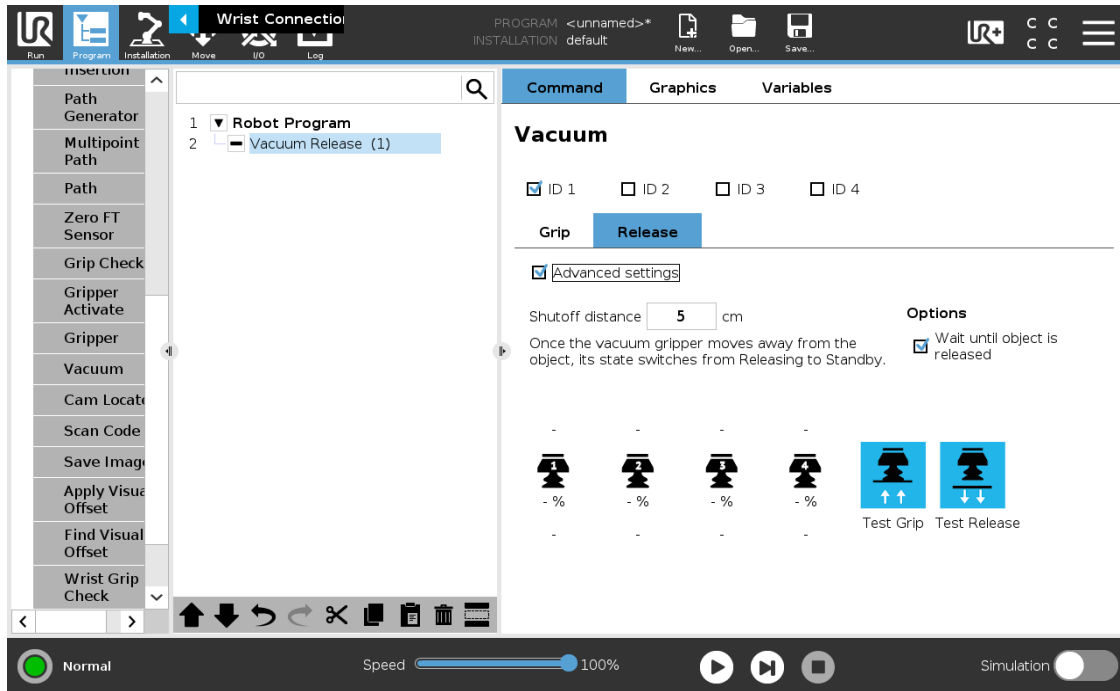 Wrist Connectio
PROGRAM <unnamed>*
INSTALLATION default
UR
Run
Program
Installation
Move
I/O
Log
New...
Open...
Save...
UR+
C C
C C
Path
Generator
Multipoint
Path
Path
Zero FT
Sensor
Grip Check
Gripper
Activate
Gripper
Vacuum
Cam Locate
Scan Code
Save Image
Apply Visua
Offset
Find Visual
Offset
Wrist Grip
Check
1 Robot Program
2 Vacuum Release (1)
Command Graphics Variables
Vacuum
ID 1 ID 2 ID 3 ID 4
Grip Release
Advanced settings
Shutoff distance 5 cm
Once the vacuum gripper moves away from the
object, its state switches from Releasing to Standby.
Options
Wait until object is
released
- - - -
1 2 3 4
- % - % - % - %
- - - -
Test Grip Test Release
Normal
Speed 100%
Simulation